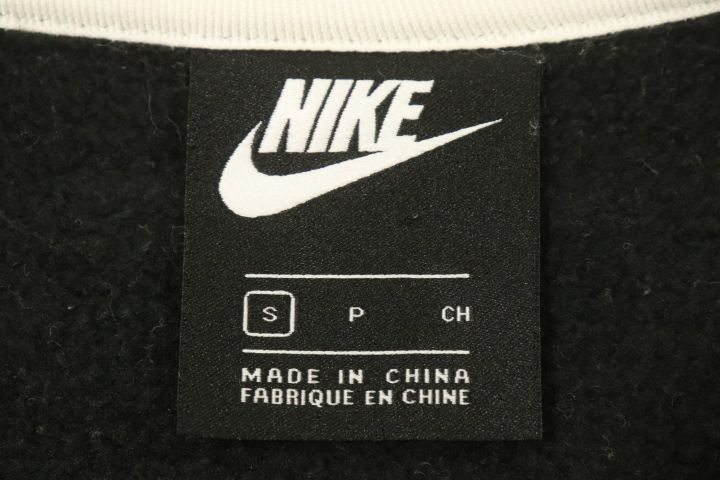 NIKE
S P CH
MADE IN CHINA
FABRIQUE EN CHINE